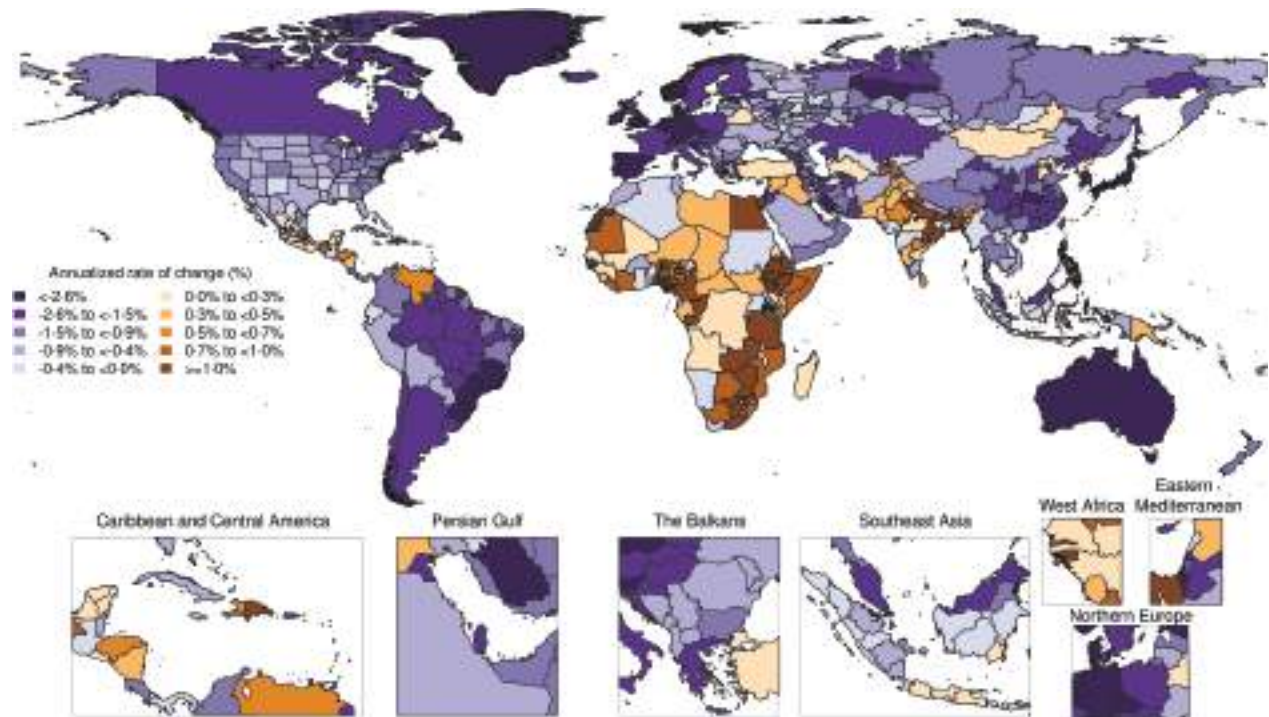 Annualized rate of change (%)
<-2·6% 0·0% to <0·3%
-2·6% to <-1·5% 0·3% to <0·5%
-1·5% to <-0·9% 0·5% to <0·7%
-0·9% to <-0·4% 0·7% to <1·0%
-0·4% to <0·0% >=1·0%
Caribbean and Central America
Persian Gulf
The Balkans
Southeast Asia
West Africa
Eastern
Mediterranean
Northern Europe